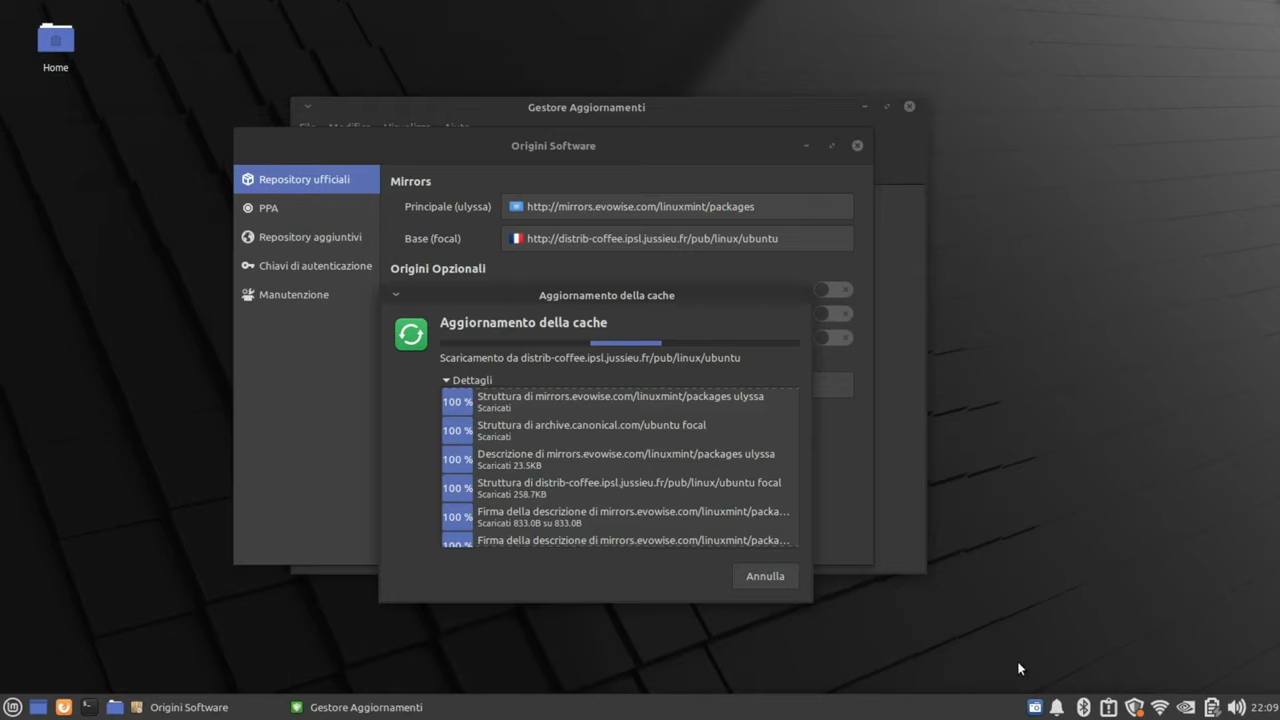 Home
Gestore Aggiornamenti
File Modifica Visualizza Aiuto
Origini Software
Repository ufficiali
PPA
Repository aggiuntivi
Chiavi di autenticazione
Manutenzione
Mirrors
Principale (ulyssa) http://mirrors.evowise.com/linuxmint/packages
Base (focal) http://distrib-coffee.ipsl.jussieu.fr/pub/linux/ubuntu
Origini Opzionali
Aggiornamento della cache
Aggiornamento della cache
Scaricamento da distrib-coffee.ipsl.jussieu.fr/pub/linux/ubuntu
Dettagli
100 % Struttura di mirrors.evowise.com/linuxmint/packages ulyssa
Scaricati
100 % Struttura di archive.canonical.com/ubuntu focal
Scaricati
100 % Descrizione di mirrors.evowise.com/linuxmint/packages ulyssa
Scaricati 23.5KB
100 % Struttura di distrib-coffee.ipsl.jussieu.fr/pub/linux/ubuntu focal
Scaricati 258.7KB
100 % Firma della descrizione di mirrors.evowise.com/linuxmint/packa...
Scaricati 833.0B su 833.0B
100 % Firma della descrizione di mirrors.evowise.com/linuxmint/packa...
Annulla
Origini Software
Gestore Aggiornamenti
22:09